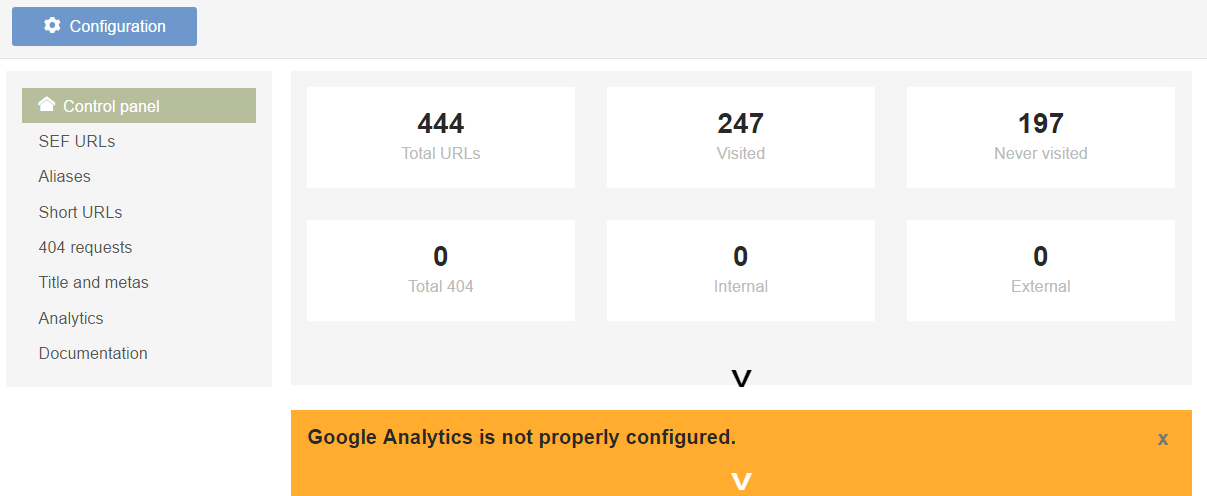 Configuration
Control panel
SEF URLs
Aliases
Short URLs
404 requests
Title and metas
Analytics
Documentation
444
Total URLs
247
Visited
197
Never visited
0
Total 404
0
Internal
0
External
Google Analytics is not properly configured.
x